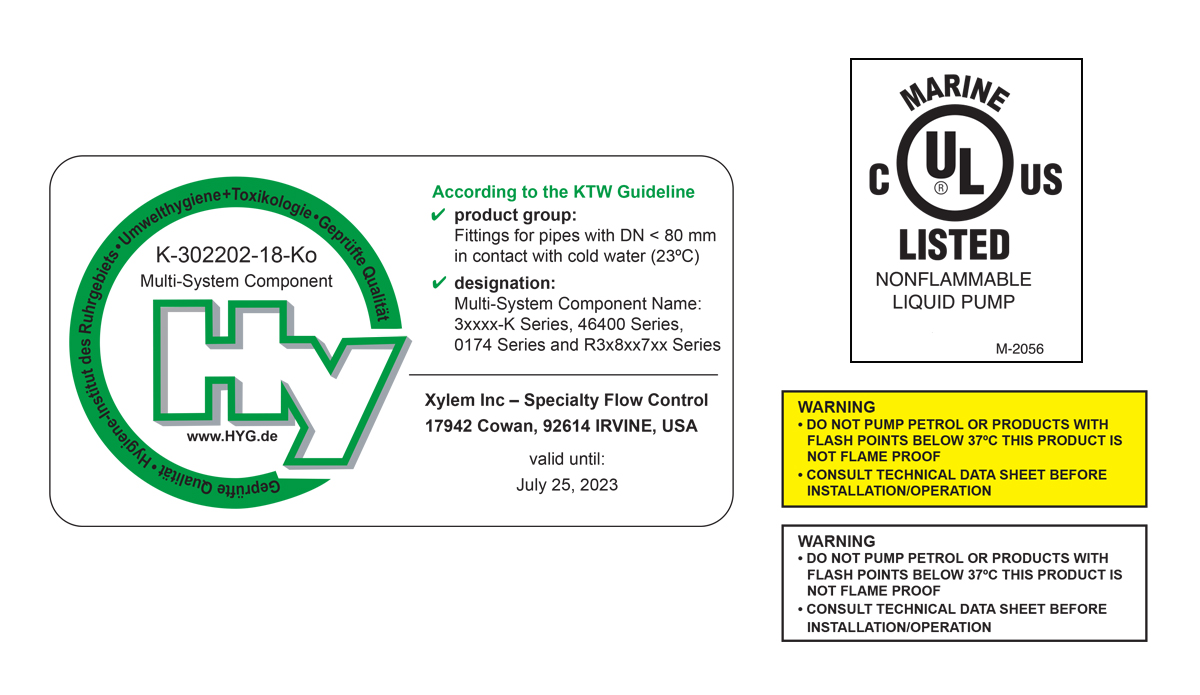 Hygiene-Institut des Ruhrgebiets • Umwelthygiene+Toxikologie • Geprüfte Qualität
Geprüfte Qualität •
K-302202-18-Ko
Multi-System Component
Hy
www.HYG.de
According to the KTW Guideline
✔ product group:
Fittings for pipes with DN < 80 mm
in contact with cold water (23ºC)
✔ designation:
Multi-System Component Name:
3xxxx-K Series, 46400 Series,
0174 Series and R3x8xx7xx Series
Xylem Inc – Specialty Flow Control
17942 Cowan, 92614 IRVINE, USA
valid until:
July 25, 2023
MARINE
C UL ® US
LISTED
NONFLAMMABLE
LIQUID PUMP
M-2056
WARNING
• DO NOT PUMP PETROL OR PRODUCTS WITH
FLASH POINTS BELOW 37ºC THIS PRODUCT IS
NOT FLAME PROOF
• CONSULT TECHNICAL DATA SHEET BEFORE
INSTALLATION/OPERATION
WARNING
• DO NOT PUMP PETROL OR PRODUCTS WITH
FLASH POINTS BELOW 37ºC THIS PRODUCT IS
NOT FLAME PROOF
• CONSULT TECHNICAL DATA SHEET BEFORE
INSTALLATION/OPERATION